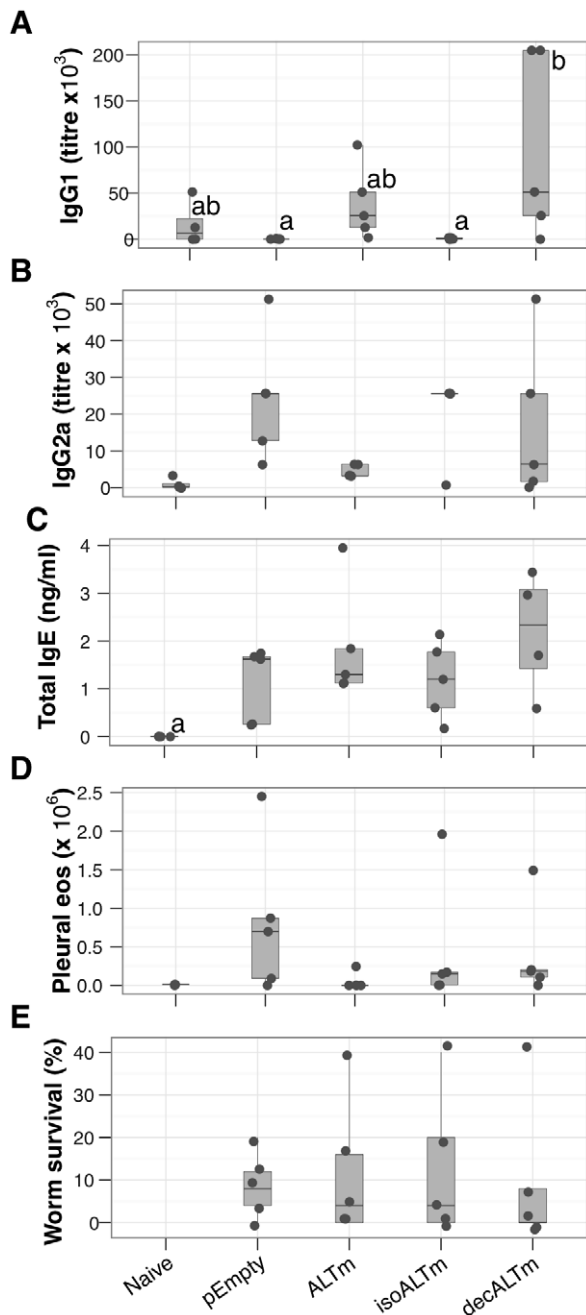 A
IgG1 (titre x10³)
200
150
100
50
0
ab
a
ab
a
b
B
IgG2a (titre x 10³)
50
40
30
20
10
0
C
Total IgE (ng/ml)
4
3
2
1
0
a
D
Pleural eos (x 10⁶)
2.5
2.0
1.5
1.0
0.5
0.0
E
Worm survival (%)
40
30
20
10
0
Naive
pEmpty
ALTm
isoALTm
decALTm